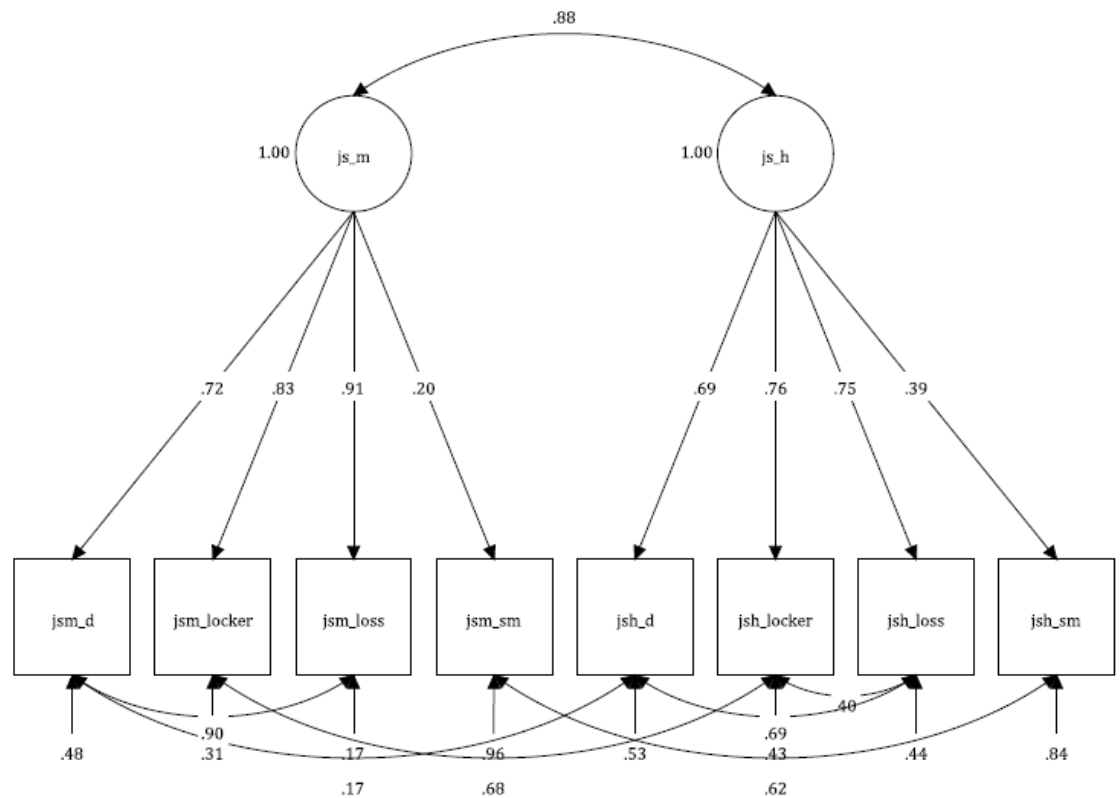 .88
1.00 js_m 1.00 js_h
.72 .83 .91 .20 .69 .76 .75 .39
jsm_d jsm_locker jsm_loss jsm_sm jsh_d jsh_locker jsh_loss jsh_sm
.40
.90 .69
.48 .31 .17 .96 .53 .43 .44 .84
.17 .68 .62